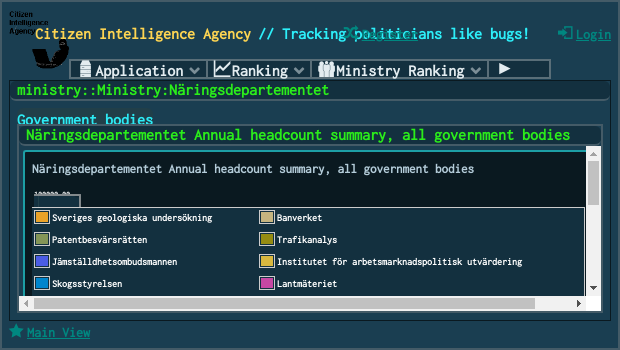 Citizen
Intelligence
Agency
Citizen Intelligence Agency // Tracking politicians like bugs!
Register
Login
Application
Ranking
Ministry Ranking
ministry::Ministry:Näringsdepartementet
Government bodies
Näringsdepartementet Annual headcount summary, all government bodies
Näringsdepartementet Annual headcount summary, all government bodies
Sveriges geologiska undersökning
Banverket
Patentbesvärsrätten
Trafikanalys
Jämställdhetsombudsmannen
Institutet för arbetsmarknadspolitisk utvärdering
Skogsstyrelsen
Lantmäteriet
Main View